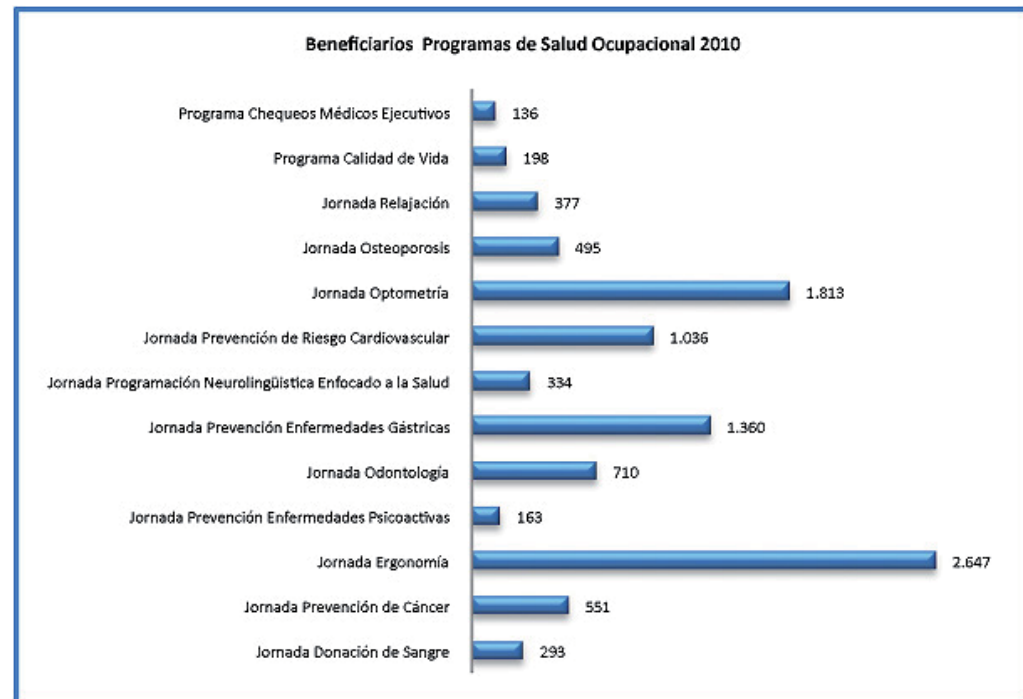 Beneficiarios Programas de Salud Ocupacional 2010
Programa Chequeos Médicos Ejecutivos 136
Programa Calidad de Vida 198
Jornada Relajación 377
Jornada Osteoporosis 495
Jornada Optometría 1.813
Jornada Prevención de Riesgo Cardiovascular 1.036
Jornada Programación Neurolingüistica Enfocado a la Salud 334
Jornada Prevención Enfermedades Gástricas 1.360
Jornada Odontología 710
Jornada Prevención Enfermedades Psicoactivas 163
Jornada Ergonomía 2.647
Jornada Prevención de Cáncer 551
Jornada Donación de Sangre 293